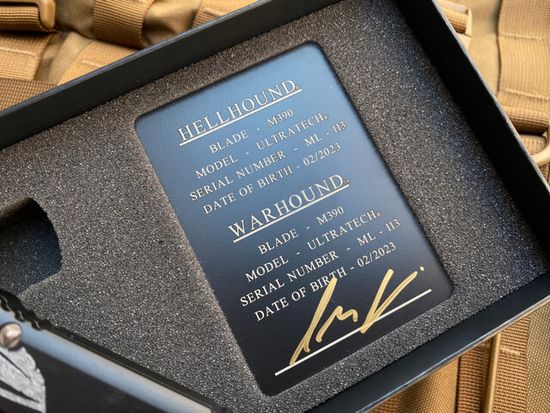 HELLHOUND.
BLADE - M390
MODEL - ULTRATECH®
SERIAL NUMBER - ML - 113
DATE OF BIRTH - 02/2023
WARHOUND.
BLADE - M390
MODEL - ULTRATECH®
SERIAL NUMBER - ML - 113
DATE OF BIRTH - 02/2023